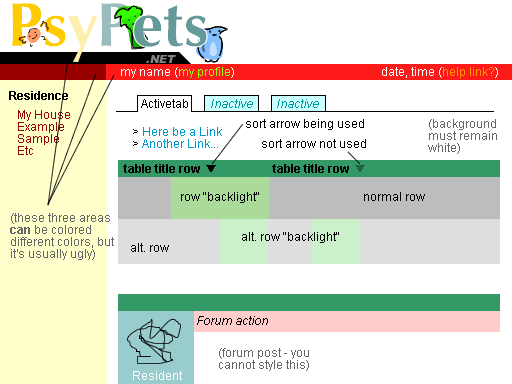 PsyPets
.NET
my name (my profile)
date, time (help link?)
Residence
My House
Example
Sample
Etc
Activetab
Inactive
Inactive
> Here be a Link
> Another Link...
sort arrow being used
sort arrow not used
(background
must remain
white)
table title row
table title row
row "backlight"
normal row
alt. row
alt. row "backlight"
(these three areas
can be colored
different colors, but
it's usually ugly)
Forum action
(forum post - you
cannot style this)
Resident